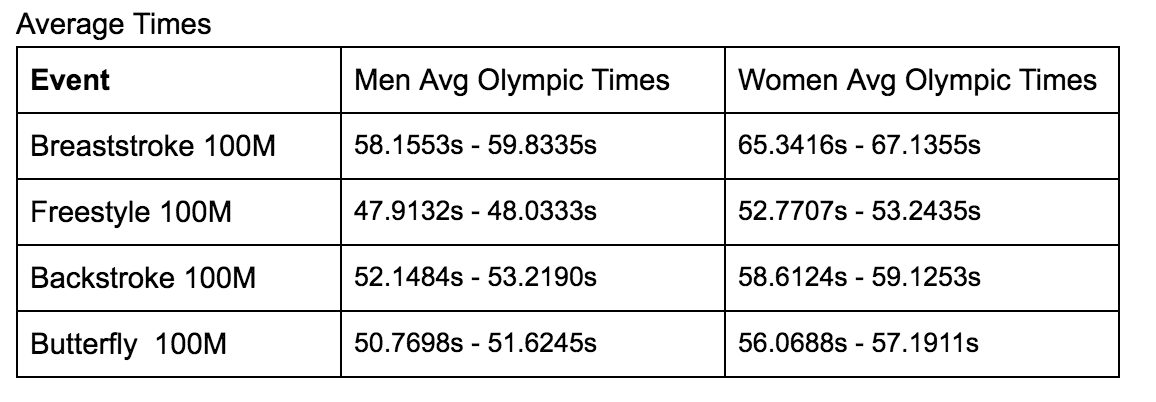 Average Times
Event Men Avg Olympic Times Women Avg Olympic Times
Breaststroke 100M 58.1553s - 59.8335s 65.3416s - 67.1355s
Freestyle 100M 47.9132s - 48.0333s 52.7707s - 53.2435s
Backstroke 100M 52.1484s - 53.2190s 58.6124s - 59.1253s
Butterfly  100M 50.7698s - 51.6245s 56.0688s - 57.1911s